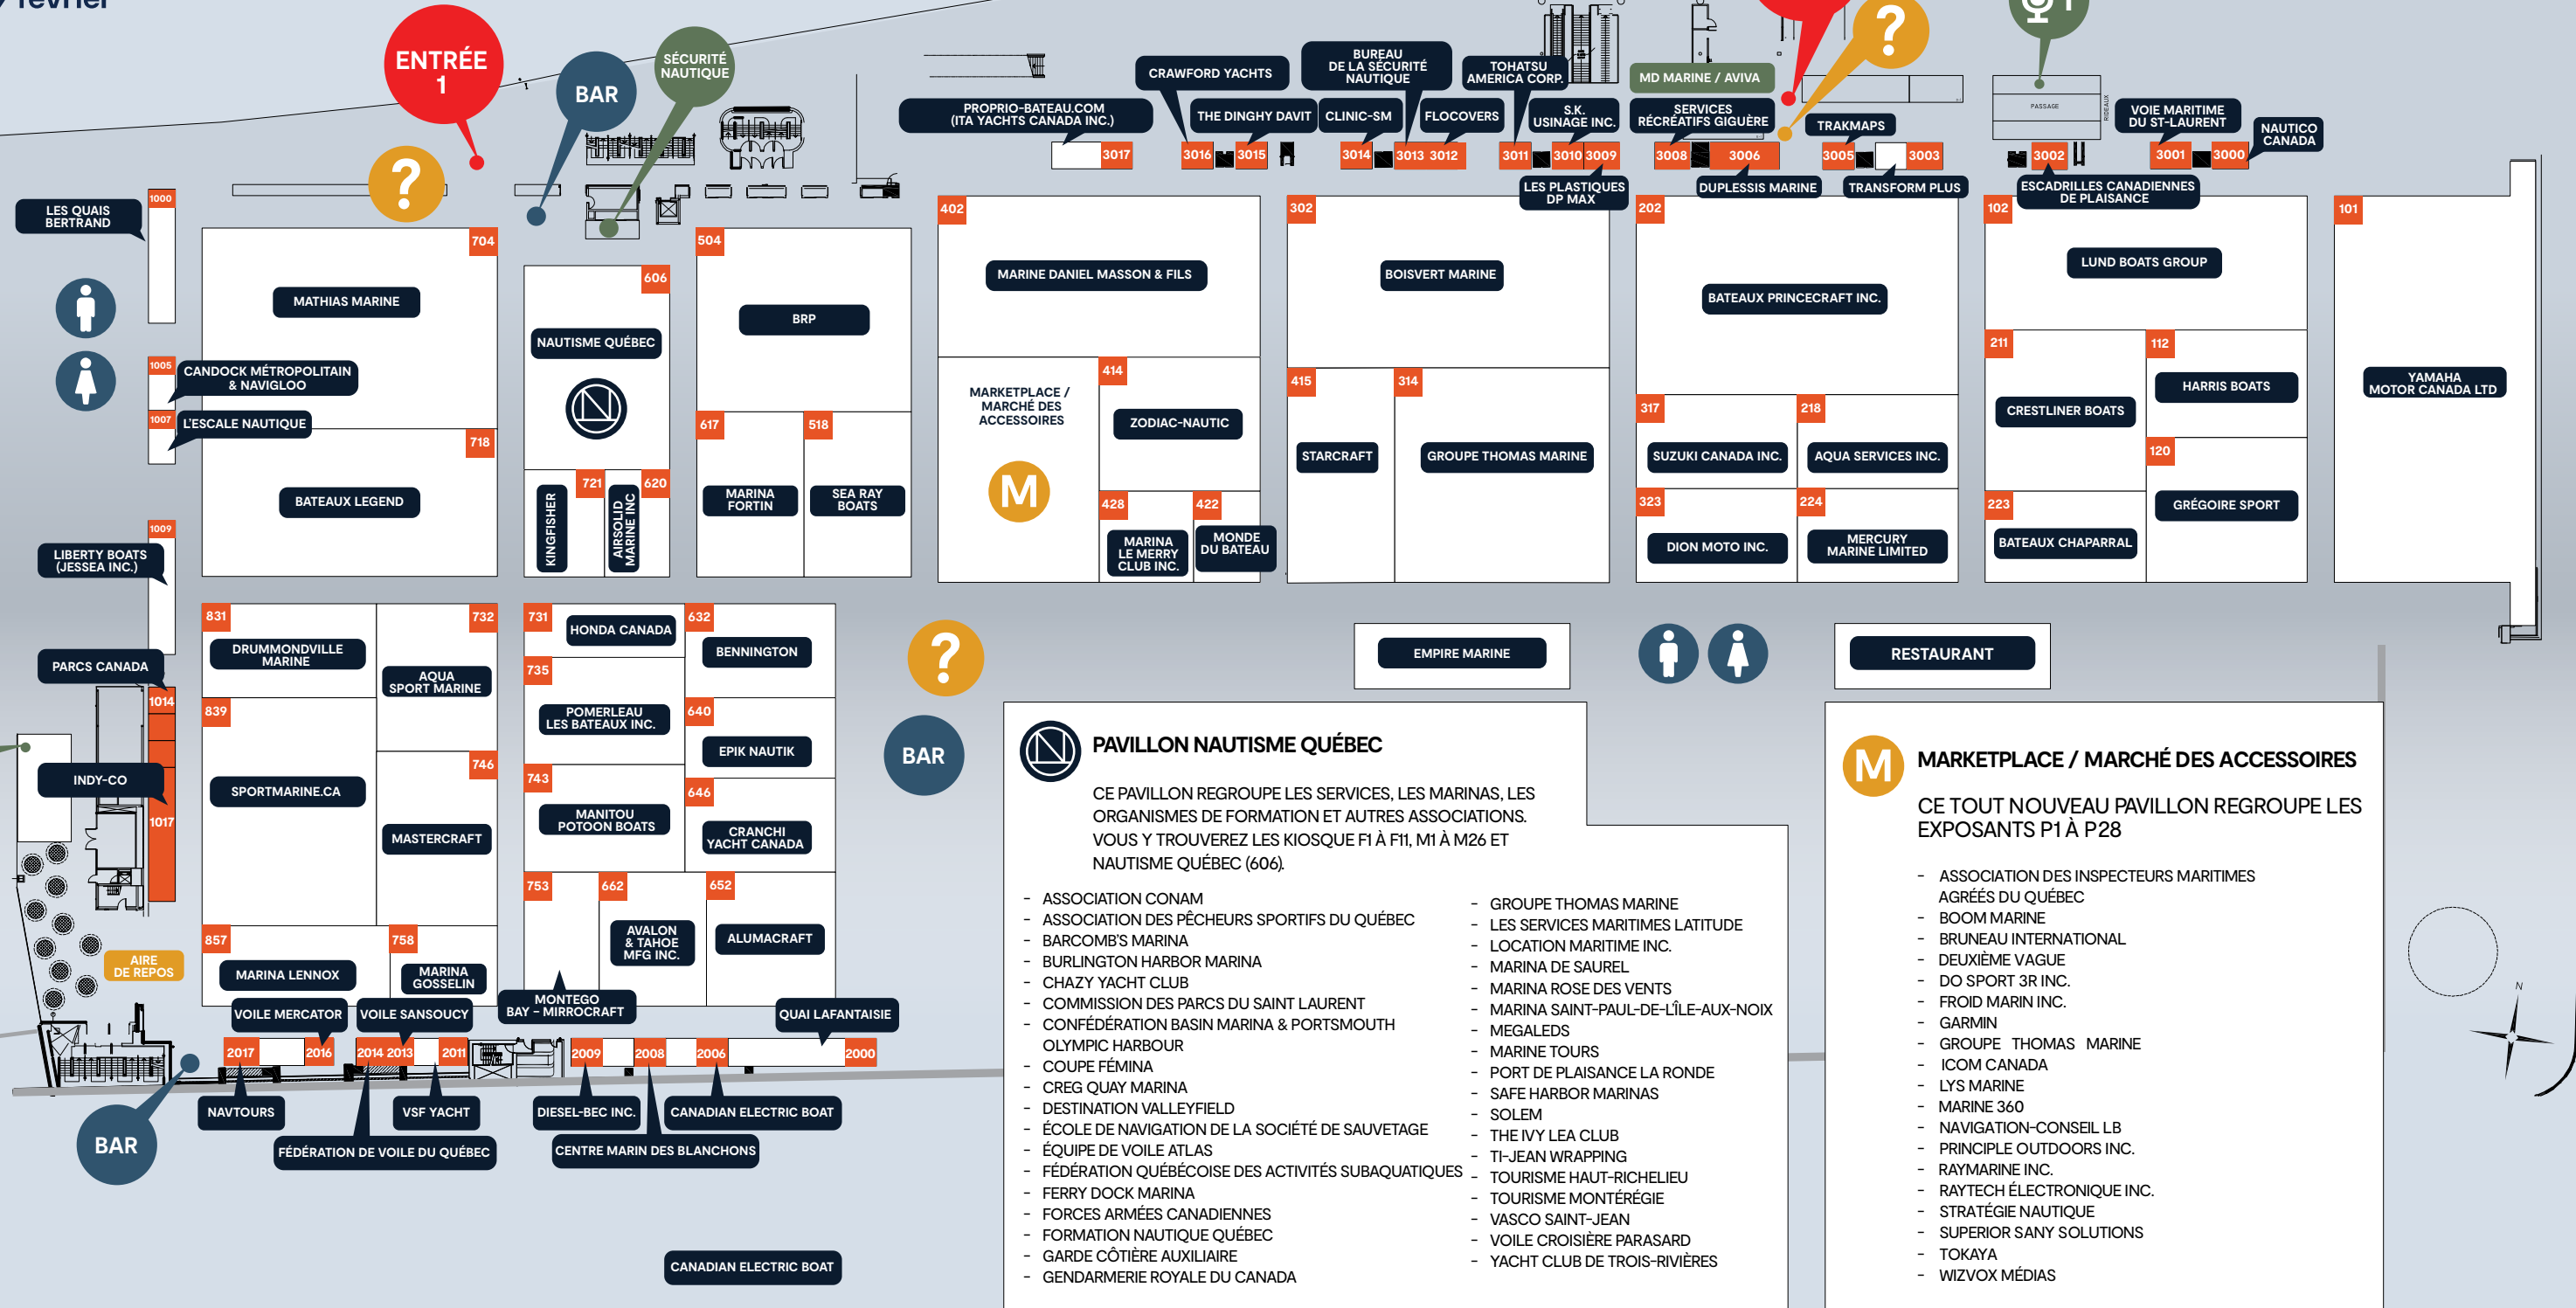 février
ENTRÉE
1
BAR
SÉCURITÉ
NAUTIQUE
?
?
1
CRAWFORD YACHTS
BUREAU
DE LA SÉCURITÉ
NAUTIQUE
TOHATSU
AMERICA CORP.
MD MARINE / AVIVA
PROPRIO-BATEAU.COM
(ITA YACHTS CANADA INC.)
THE DINGHY DAVIT
CLINIC-SM
FLOCOVERS
S.K.
USINAGE INC.
SERVICES
RÉCRÉATIFS GIGUÈRE
TRAKMAPS
PASSAGE
RIDEAUX
VOIE MARITIME
DU ST-LAURENT
NAUTICO
CANADA
3017
3016
3015
3014
3013
3012
3011
3010
3009
3008
3006
3005
3003
3002
3001
3000
LES PLASTIQUES
DP MAX
DUPLESSIS MARINE
TRANSFORM PLUS
ESCADRILLES CANADIENNES
DE PLAISANCE
1000
LES QUAIS
BERTRAND
1005
CANDOCK MÉTROPOLITAIN
& NAVIGLOO
1007
L'ESCALE NAUTIQUE
1009
LIBERTY BOATS
(JESSEA INC.)
PARCS CANADA
1014
INDY-CO
1017
AIRE
DE REPOS
704
MATHIAS MARINE
718
BATEAUX LEGEND
606
NAUTISME QUÉBEC
N
721
KINGFISHER
620
AIRSOLID
MARINE INC
504
BRP
617
MARINA
FORTIN
518
SEA RAY
BOATS
402
MARINE DANIEL MASSON & FILS
MARKETPLACE /
MARCHÉ DES
ACCESSOIRES
M
414
ZODIAC-NAUTIC
428
MARINA
LE MERRY
CLUB INC.
422
MONDE
DU BATEAU
302
BOISVERT MARINE
415
STARCRAFT
314
GROUPE THOMAS MARINE
202
BATEAUX PRINCECRAFT INC.
317
SUZUKI CANADA INC.
218
AQUA SERVICES INC.
323
DION MOTO INC.
224
MERCURY
MARINE LIMITED
102
LUND BOATS GROUP
211
CRESTLINER BOATS
112
HARRIS BOATS
120
GRÉGOIRE SPORT
223
BATEAUX CHAPARRAL
101
YAMAHA
MOTOR CANADA LTD
831
DRUMMONDVILLE
MARINE
732
AQUA
SPORT MARINE
839
SPORTMARINE.CA
746
MASTERCRAFT
857
MARINA LENNOX
758
MARINA
GOSSELIN
731
HONDA CANADA
632
BENNINGTON
735
POMERLEAU
LES BATEAUX INC.
640
EPIK NAUTIK
743
MANITOU
POTOON BOATS
646
CRANCHI
YACHT CANADA
753
MONTEGO
BAY – MIRROCRAFT
662
AVALON
& TAHOE
MFG INC.
652
ALUMACRAFT
?
BAR
EMPIRE MARINE
RESTAURANT
VOILE MERCATOR
VOILE SANSOUCY
QUAI LAFANTAISIE
2017
2016
2014
2013
2011
2009
2008
2006
2000
BAR
NAVTOURS
VSF YACHT
DIESEL-BEC INC.
CANADIAN ELECTRIC BOAT
FÉDÉRATION DE VOILE DU QUÉBEC
CENTRE MARIN DES BLANCHONS
CANADIAN ELECTRIC BOAT
N
PAVILLON NAUTISME QUÉBEC
CE PAVILLON REGROUPE LES SERVICES, LES MARINAS, LES
ORGANISMES DE FORMATION ET AUTRES ASSOCIATIONS.
VOUS Y TROUVEREZ LES KIOSQUE F1 À F11, M1 À M26 ET
NAUTISME QUÉBEC (606).
- ASSOCIATION CONAM
- ASSOCIATION DES PÊCHEURS SPORTIFS DU QUÉBEC
- BARCOMB'S MARINA
- BURLINGTON HARBOR MARINA
- CHAZY YACHT CLUB
- COMMISSION DES PARCS DU SAINT LAURENT
- CONFÉDÉRATION BASIN MARINA & PORTSMOUTH
OLYMPIC HARBOUR
- COUPE FÉMINA
- CREG QUAY MARINA
- DESTINATION VALLEYFIELD
- ÉCOLE DE NAVIGATION DE LA SOCIÉTÉ DE SAUVETAGE
- ÉQUIPE DE VOILE ATLAS
- FÉDÉRATION QUÉBÉCOISE DES ACTIVITÉS SUBAQUATIQUES
- FERRY DOCK MARINA
- FORCES ARMÉES CANADIENNES
- FORMATION NAUTIQUE QUÉBEC
- GARDE CÔTIÈRE AUXILIAIRE
- GENDARMERIE ROYALE DU CANADA
- GROUPE THOMAS MARINE
- LES SERVICES MARITIMES LATITUDE
- LOCATION MARITIME INC.
- MARINA DE SAUREL
- MARINA ROSE DES VENTS
- MARINA SAINT-PAUL-DE-L'ÎLE-AUX-NOIX
- MEGALEDS
- MARINE TOURS
- PORT DE PLAISANCE LA RONDE
- SAFE HARBOR MARINAS
- SOLEM
- THE IVY LEA CLUB
- TI-JEAN WRAPPING
- TOURISME HAUT-RICHELIEU
- TOURISME MONTÉRÉGIE
- VASCO SAINT-JEAN
- VOILE CROISIÈRE PARASARD
- YACHT CLUB DE TROIS-RIVIÈRES
M
MARKETPLACE / MARCHÉ DES ACCESSOIRES
CE TOUT NOUVEAU PAVILLON REGROUPE LES
EXPOSANTS P1 À P28
- ASSOCIATION DES INSPECTEURS MARITIMES
AGRÉÉS DU QUÉBEC
- BOOM MARINE
- BRUNEAU INTERNATIONAL
- DEUXIÈME VAGUE
- DO SPORT 3R INC.
- FROID MARIN INC.
- GARMIN
- GROUPE THOMAS MARINE
- ICOM CANADA
- LYS MARINE
- MARINE 360
- NAVIGATION-CONSEIL LB
- PRINCIPLE OUTDOORS INC.
- RAYMARINE INC.
- RAYTECH ÉLECTRONIQUE INC.
- STRATÉGIE NAUTIQUE
- SUPERIOR SANY SOLUTIONS
- TOKAYA
- WIZVOX MÉDIAS
N